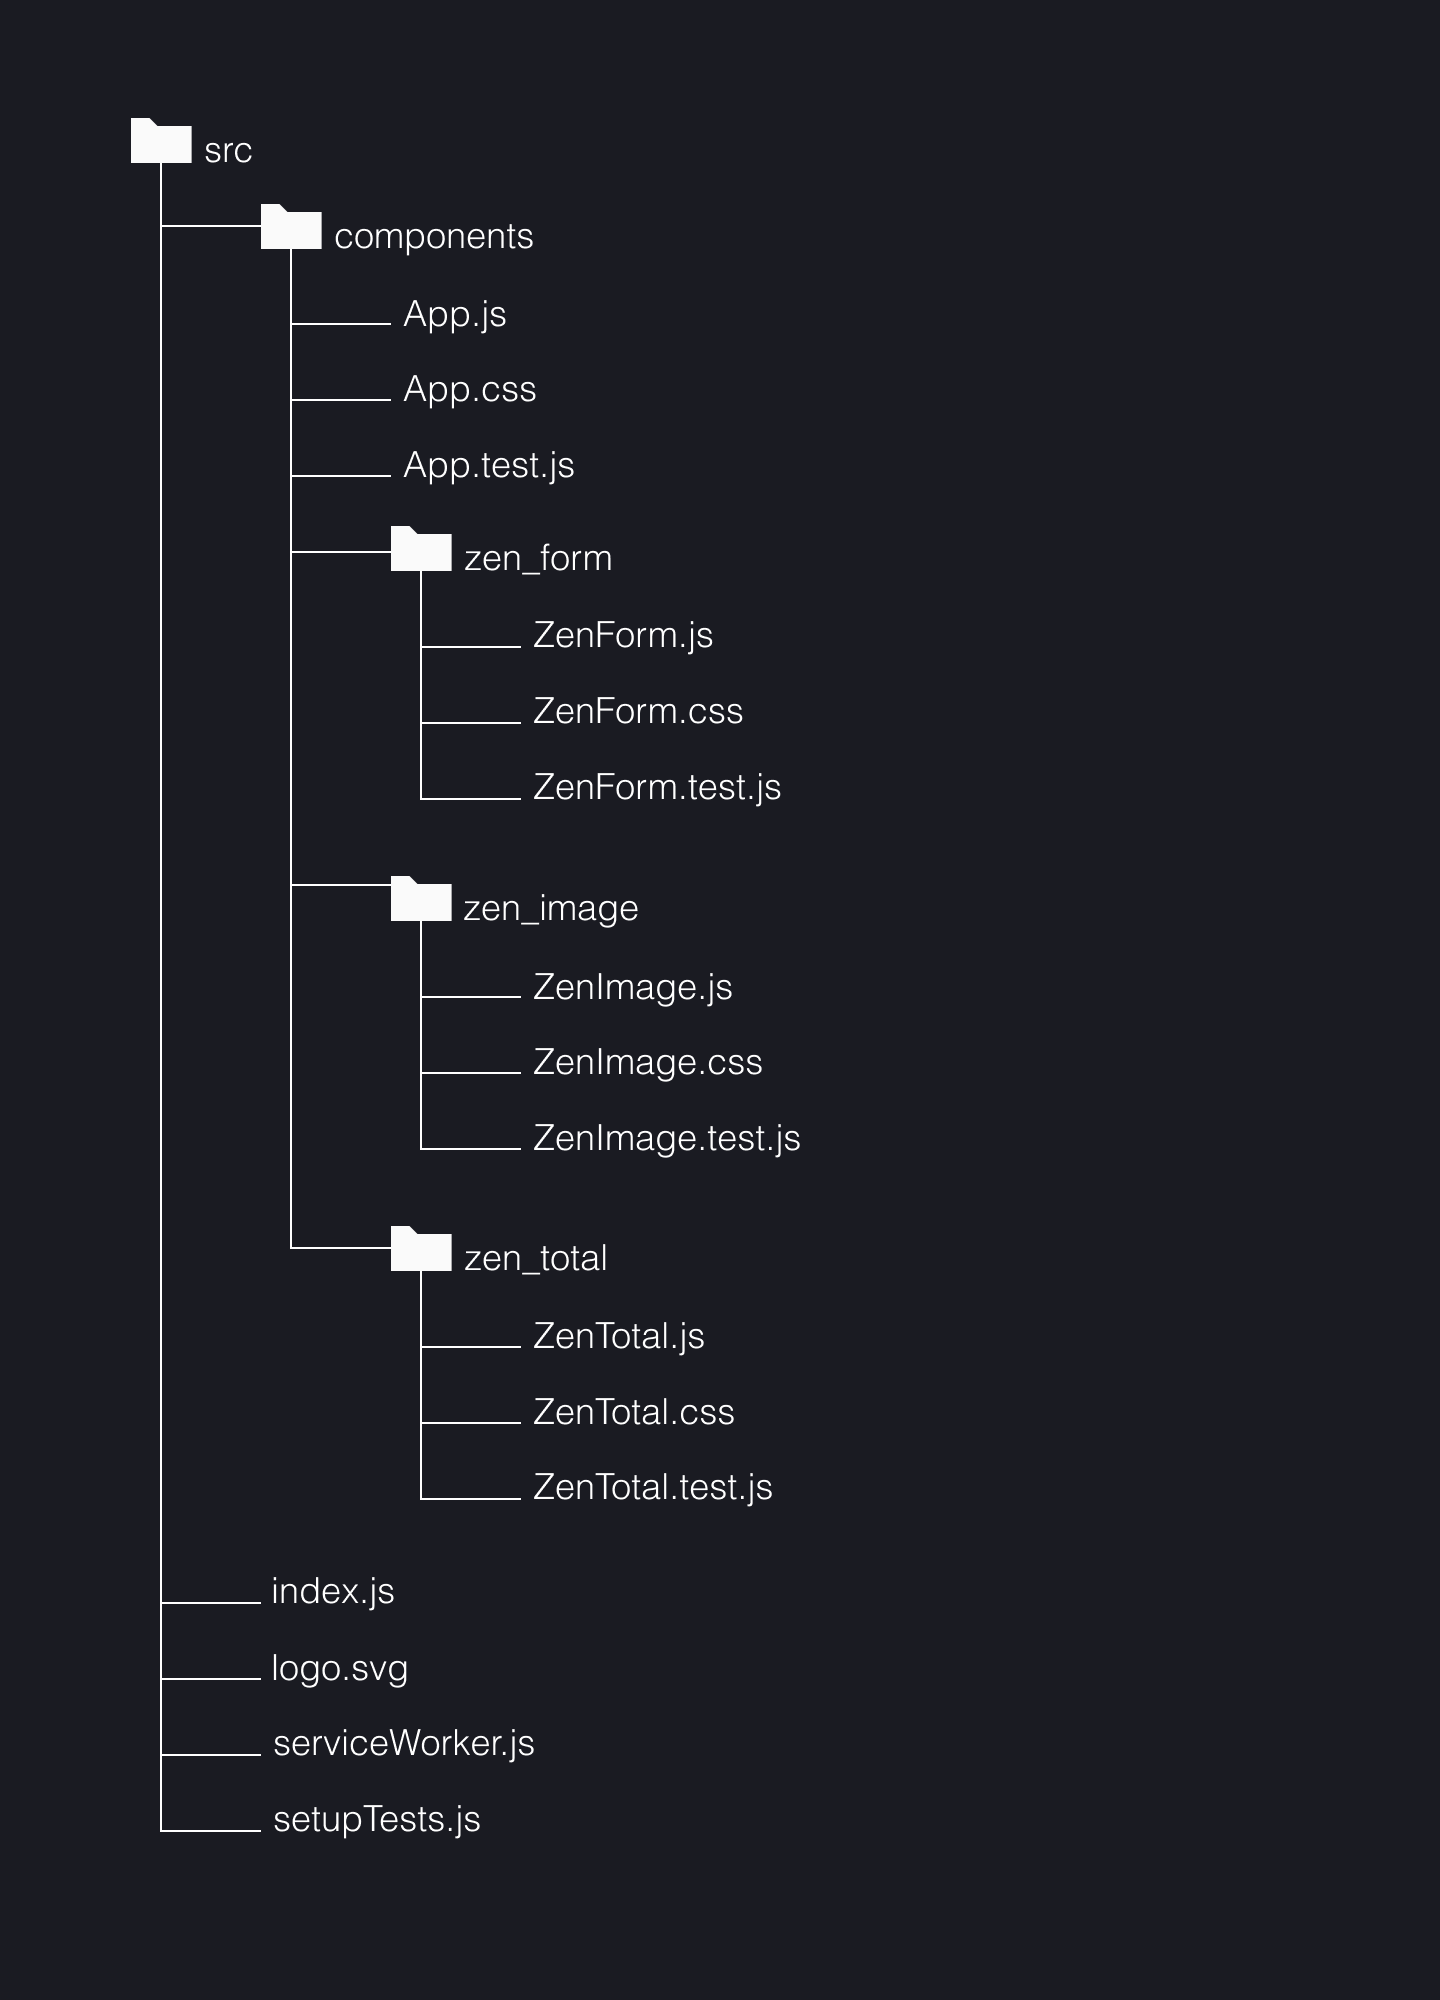 src
components
App.js
App.css
App.test.js
zen_form
ZenForm.js
ZenForm.css
ZenForm.test.js
zen_image
ZenImage.js
ZenImage.css
ZenImage.test.js
zen_total
ZenTotal.js
ZenTotal.css
ZenTotal.test.js
index.js
logo.svg
serviceWorker.js
setupTests.js